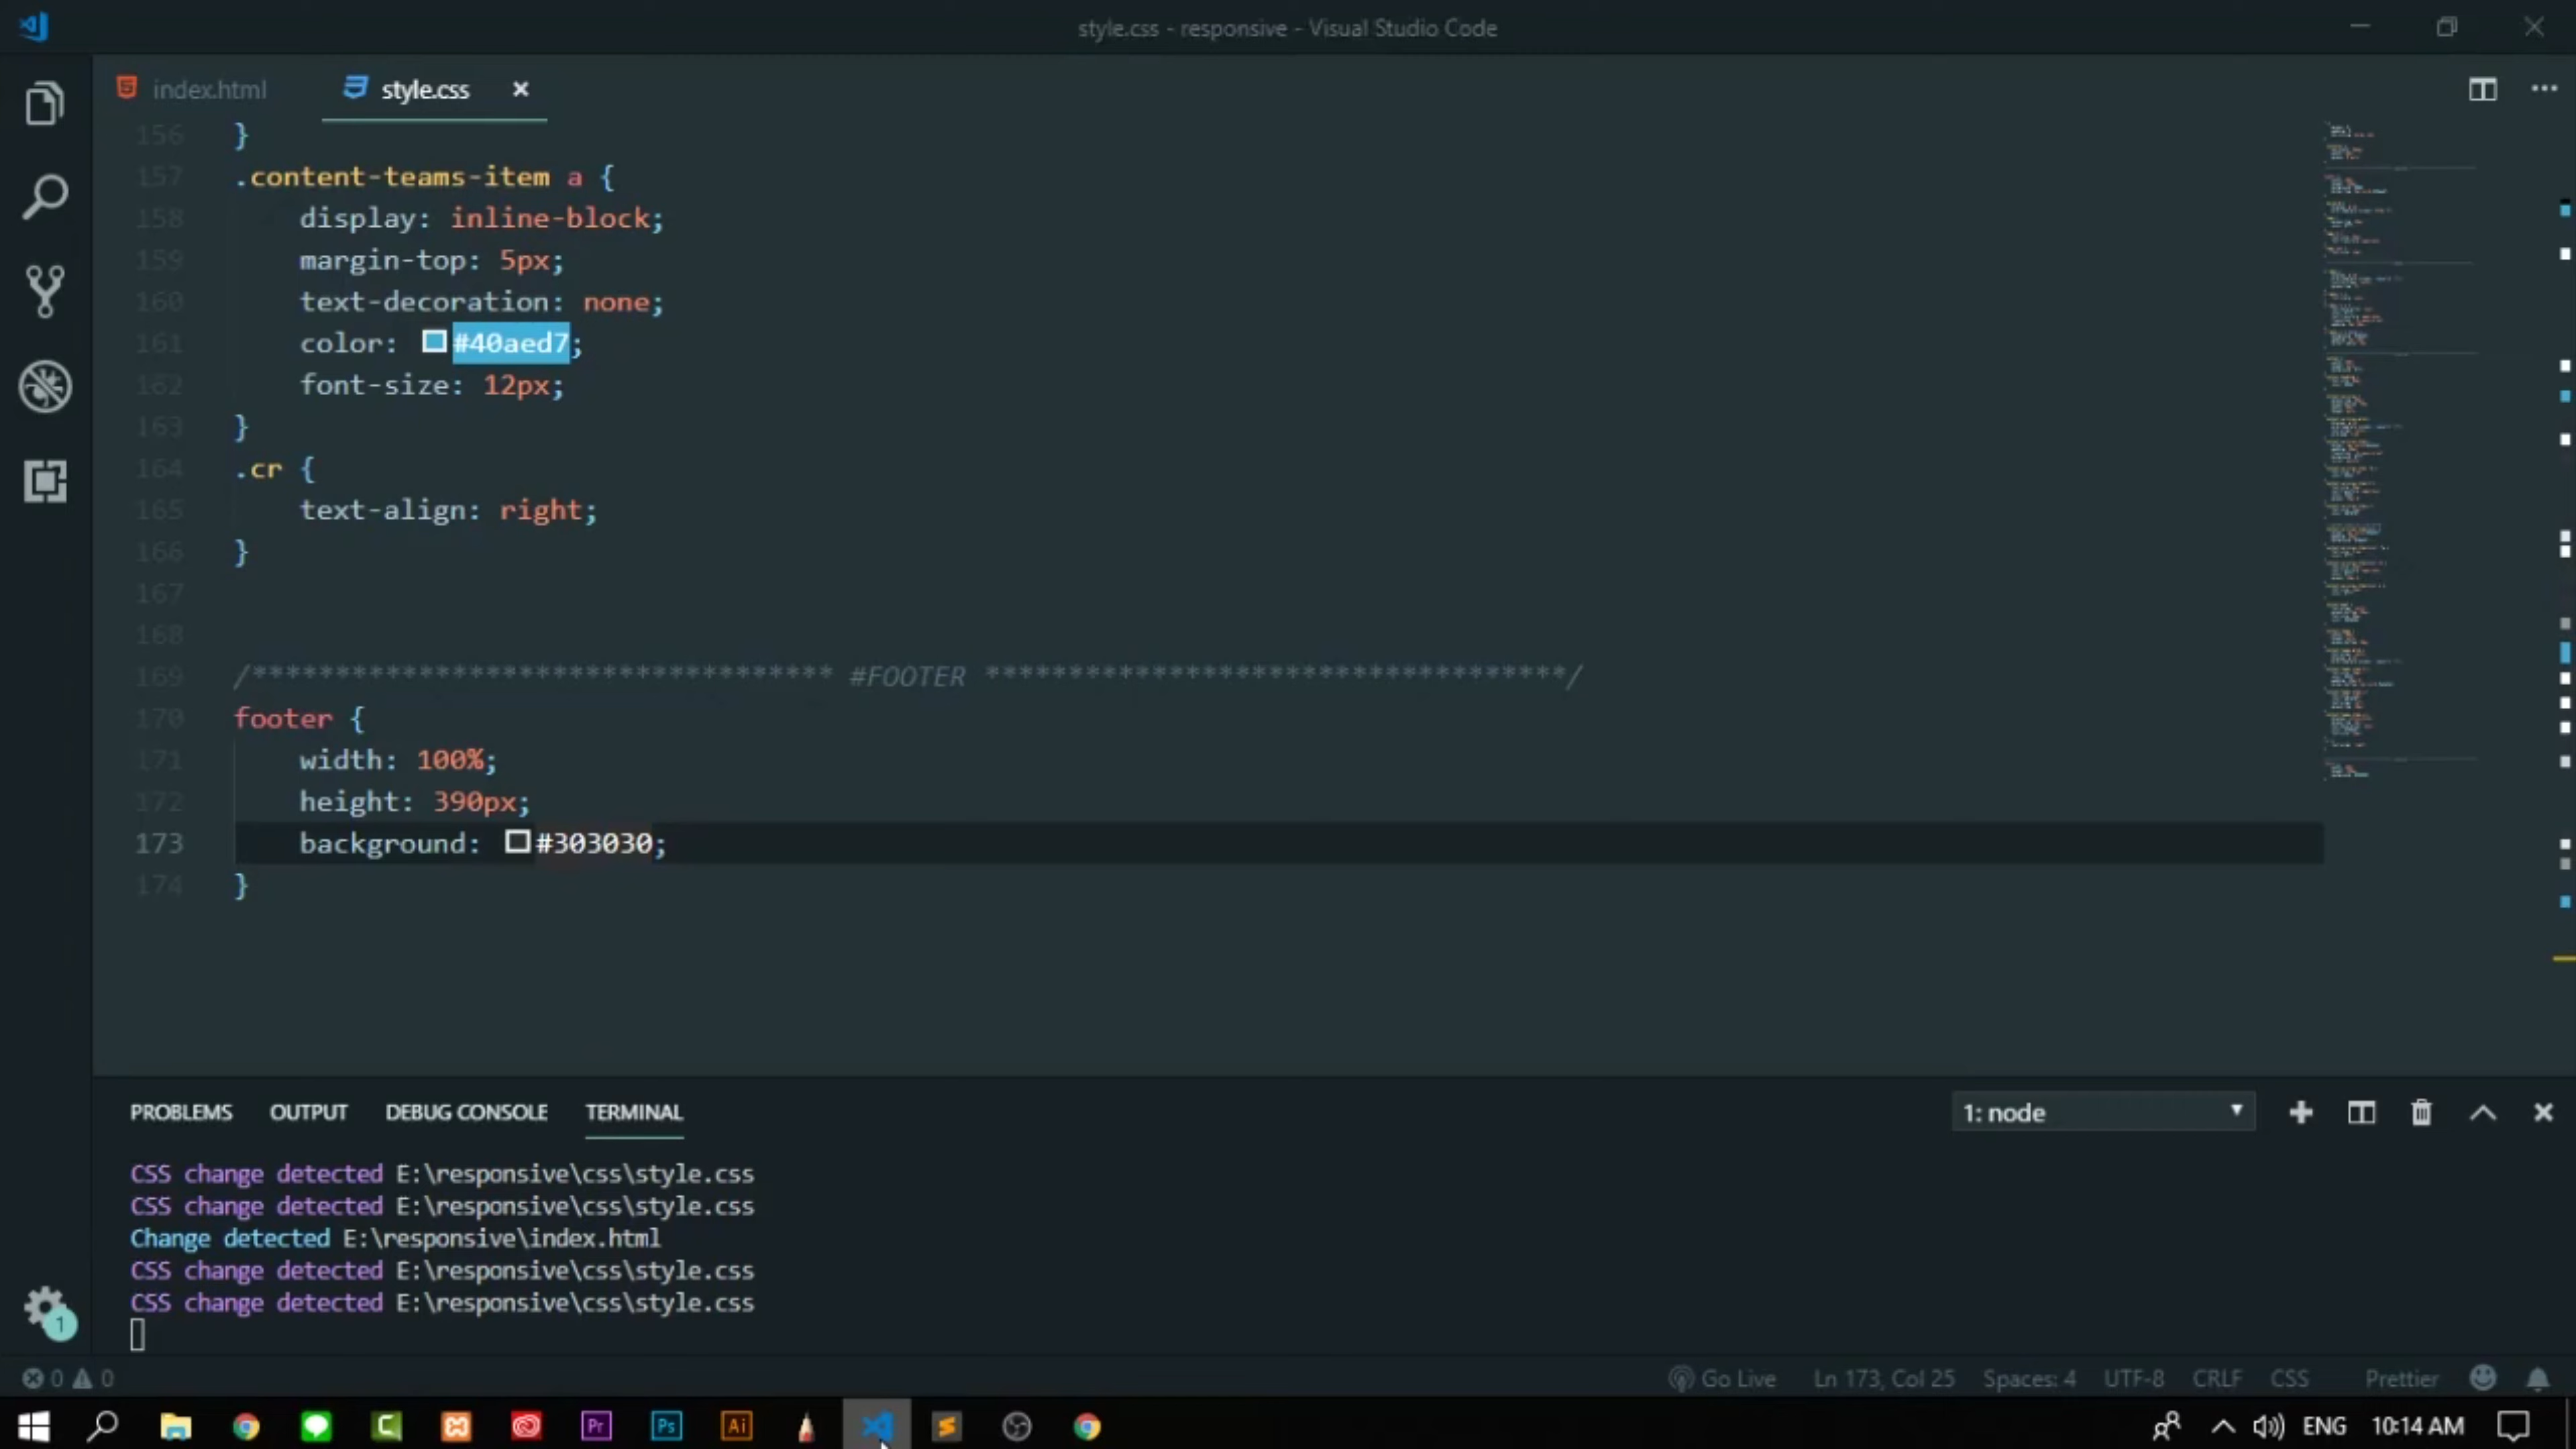 style.css - responsive - Visual Studio Code
index.html
style.css
156 }
157 .content-teams-item a {
158 display: inline-block;
159 margin-top: 5px;
160 text-decoration: none;
161 color: #40aed7;
162 font-size: 12px;
163 }
164 .cr {
165 text-align: right;
166 }
167
168
169 /*********************************** #FOOTER ***********************************/
170 footer {
171 width: 100%;
172 height: 390px;
173 background: #303030;
174 }
PROBLEMS OUTPUT DEBUG CONSOLE TERMINAL
1: node
CSS change detected E:\responsive\css\style.css
CSS change detected E:\responsive\css\style.css
Change detected E:\responsive\index.html
CSS change detected E:\responsive\css\style.css
CSS change detected E:\responsive\css\style.css
1
0 0
Go Live Ln 173, Col 25 Spaces: 4 UTF-8 CRLF CSS Prettier
Pr Ps Ai
ENG 10:14 AM